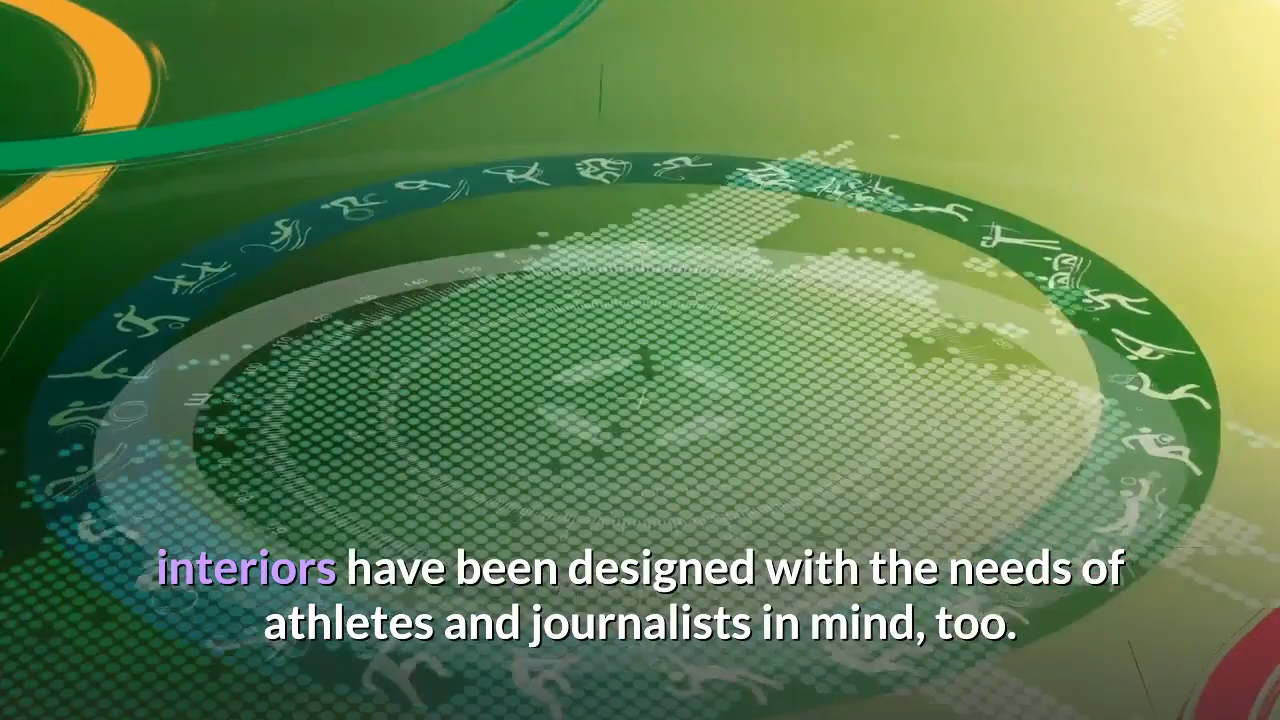 interiors have been designed with the needs of
athletes and journalists in mind, too.